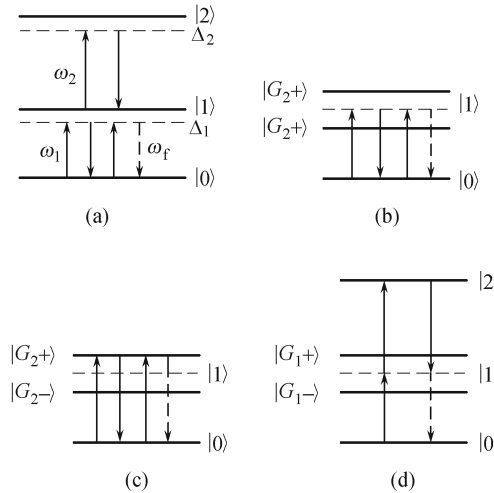 |2⟩
Δ₂
ω₂
|1⟩
Δ₁
ω₁
ω_f
|0⟩
(a)
|G₂+⟩
|1⟩
|G₂+⟩
|0⟩
(b)
|G₂+⟩
|1⟩
|G₂−⟩
|0⟩
(c)
|2
|G₁+⟩
|1
|G₁−⟩
|0
(d)